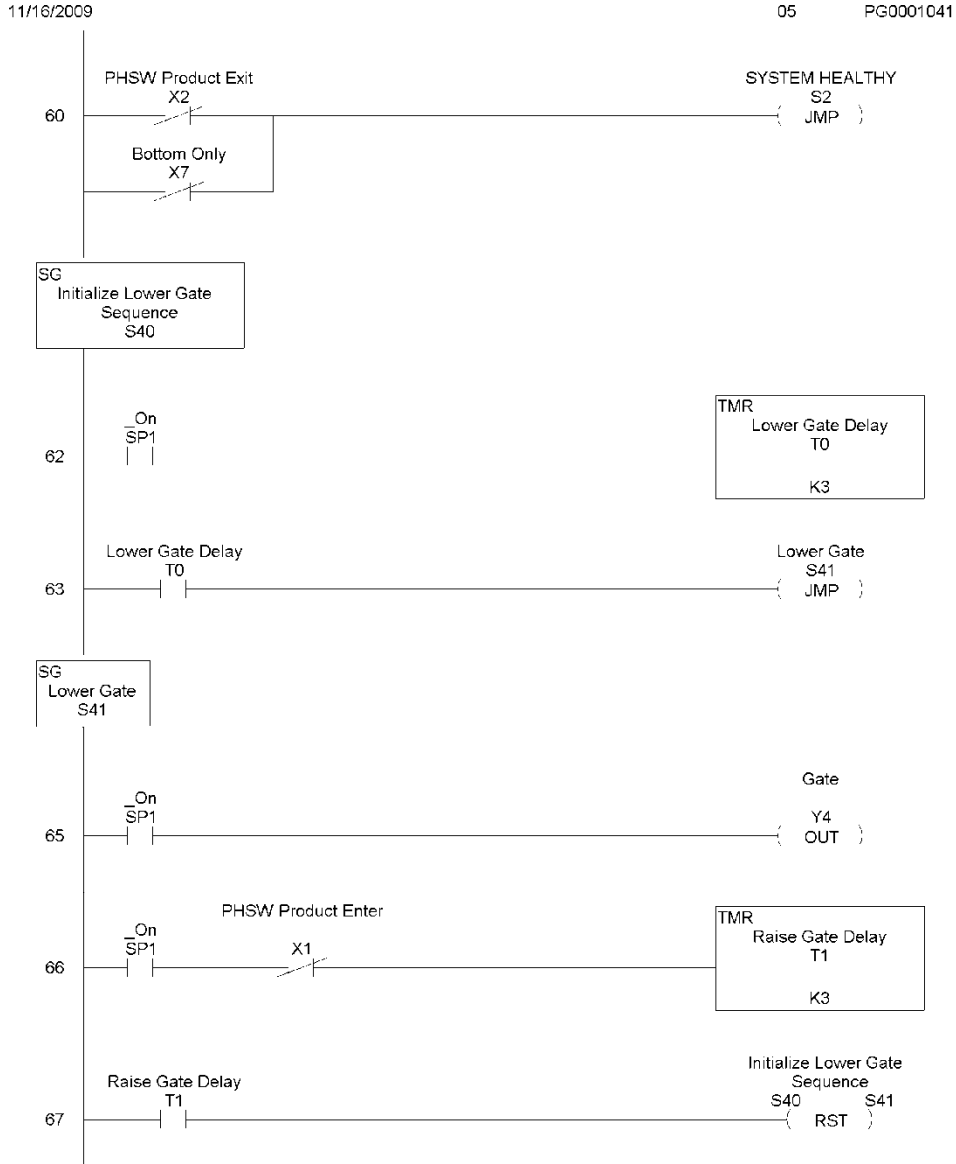 11/16/2009 05 PG0001041
PHSW Product Exit SYSTEM HEALTHY
X2 S2
60 JMP
Bottom Only
X7
SG
Initialize Lower Gate
Sequence
S40
TMR
_On Lower Gate Delay
SP1 T0
62
K3
Lower Gate Delay Lower Gate
T0 S41
63 JMP
SG
Lower Gate
S41
Gate
_On
SP1 Y4
65 OUT
PHSW Product Enter
TMR
_On Raise Gate Delay
SP1 X1 T1
66
K3
Initialize Lower Gate
Raise Gate Delay Sequence
T1 S40 S41
67 RST